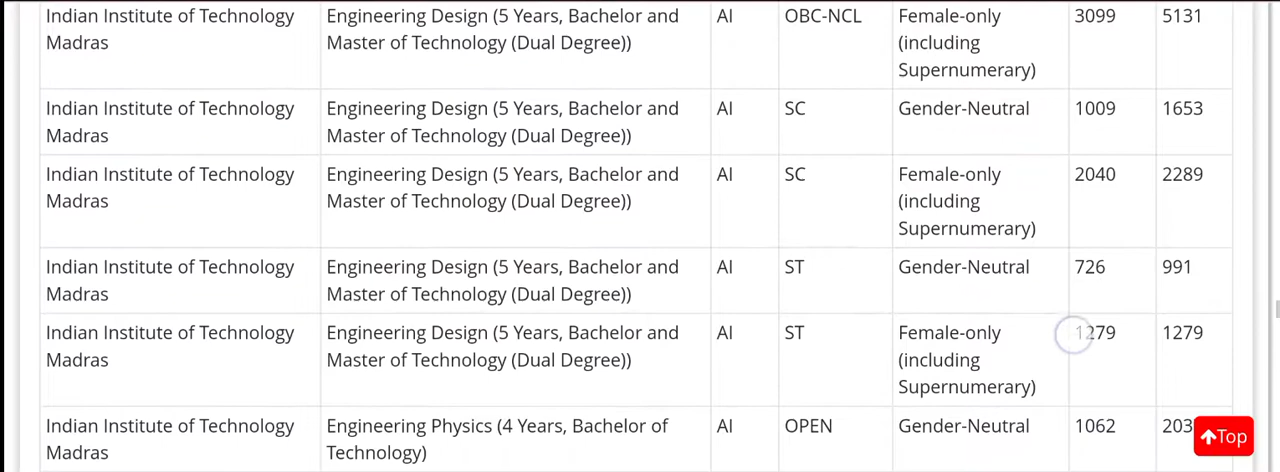 Indian Institute of Technology Engineering Design (5 Years, Bachelor and AI OBC-NCL Female-only 3099 5131
Madras Master of Technology (Dual Degree)) (including
Supernumerary)
Indian Institute of Technology Engineering Design (5 Years, Bachelor and AI SC Gender-Neutral 1009 1653
Madras Master of Technology (Dual Degree))
Indian Institute of Technology Engineering Design (5 Years, Bachelor and AI SC Female-only 2040 2289
Madras Master of Technology (Dual Degree)) (including
Supernumerary)
Indian Institute of Technology Engineering Design (5 Years, Bachelor and AI ST Gender-Neutral 726 991
Madras Master of Technology (Dual Degree))
Indian Institute of Technology Engineering Design (5 Years, Bachelor and AI ST Female-only 1279 1279
Madras Master of Technology (Dual Degree)) (including
Supernumerary)
Indian Institute of Technology Engineering Physics (4 Years, Bachelor of AI OPEN Gender-Neutral 1062
Madras Technology)
Top